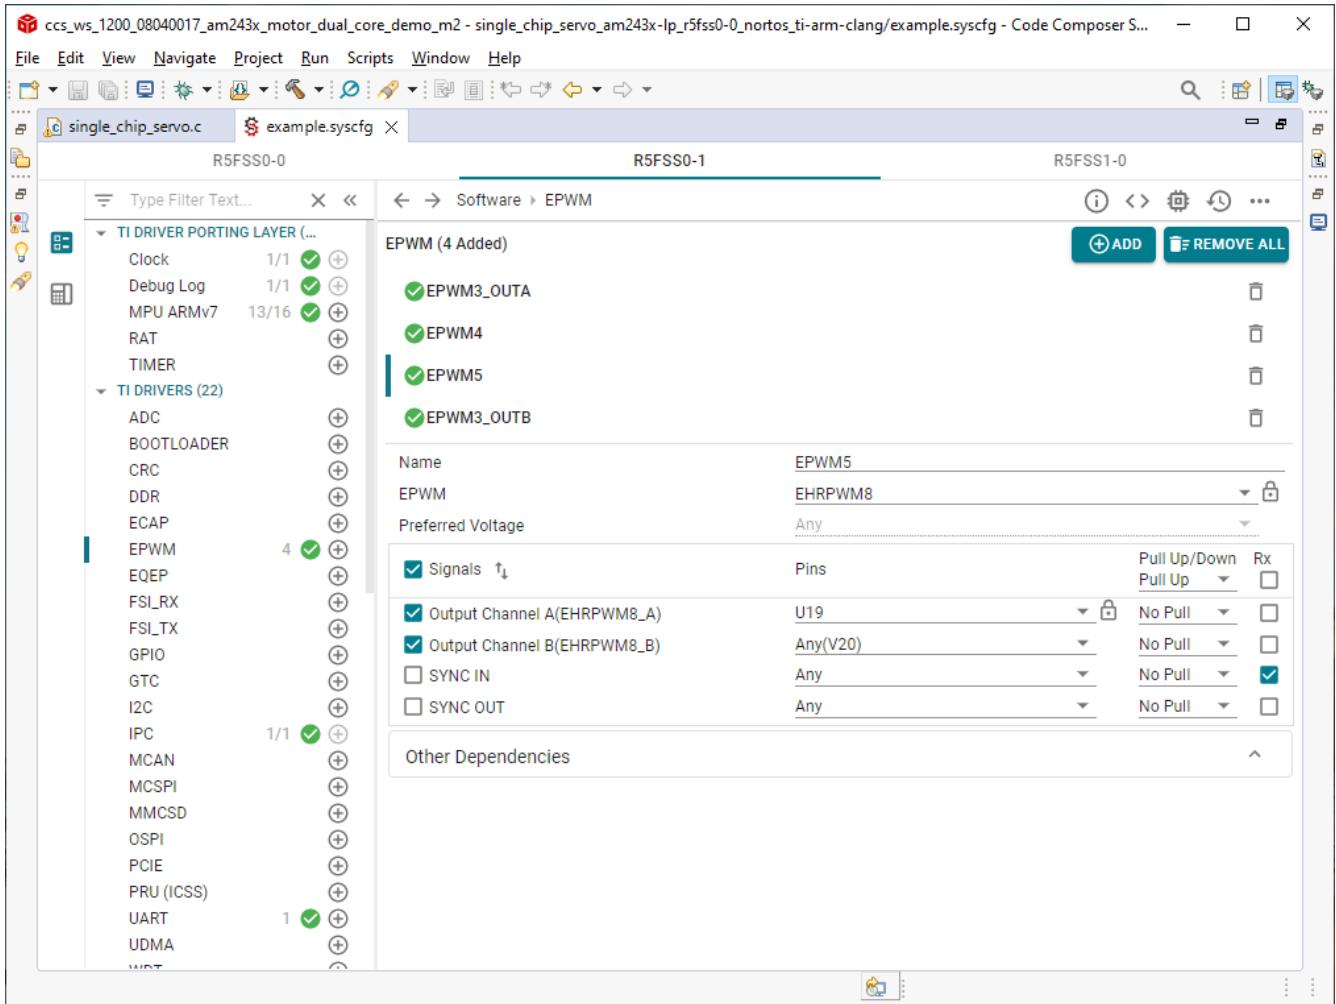 ccs_ws_1200_08040017_am243x_motor_dual_core_demo_m2 - single_chip_servo_am243x-lp_r5fss0-0_nortos_ti-arm-clang/example.syscfg - Code Composer S...
File Edit View Navigate Project Run Scripts Window Help
single_chip_servo.c example.syscfg
R5FSS0-0 R5FSS0-1 R5FSS1-0
Type Filter Text...
TI DRIVER PORTING LAYER (...
Clock 1/1
Debug Log 1/1
MPU ARMv7 13/16
RAT
TIMER
TI DRIVERS (22)
ADC
BOOTLOADER
CRC
DDR
ECAP
EPWM 4
EQEP
FSI_RX
FSI_TX
GPIO
GTC
I2C
IPC 1/1
MCAN
MCSPI
MMCSD
OSPI
PCIE
PRU (ICSS)
UART 1
UDMA
Software EPWM
EPWM (4 Added) ADD REMOVE ALL
EPWM3_OUTA
EPWM4
EPWM5
EPWM3_OUTB
Name EPWM5
EPWM EHRPWM8
Preferred Voltage Any
Signals Pins Pull Up/Down Rx
Pull Up
Output Channel A(EHRPWM8_A) U19 No Pull
Output Channel B(EHRPWM8_B) Any(V20) No Pull
SYNC IN Any No Pull
SYNC OUT Any No Pull
Other Dependencies